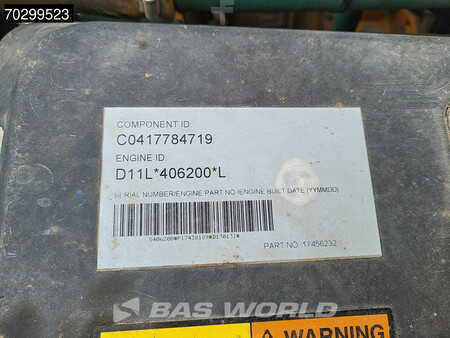 70299523
COMPONENT ID
C0417784719
ENGINE ID
D11L*406200*L
SERIAL NUMBER/ENGINE PART NO /ENGINE BUILT DATE (YYMMDD)
PART NO. 17456232
BAS WORLD
WARNING